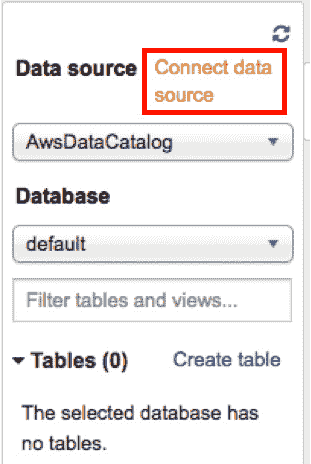 Data source Connect data
source
AwsDataCatalog
Database
default
Filter tables and views...
Tables (0) Create table
The selected database has
no tables.